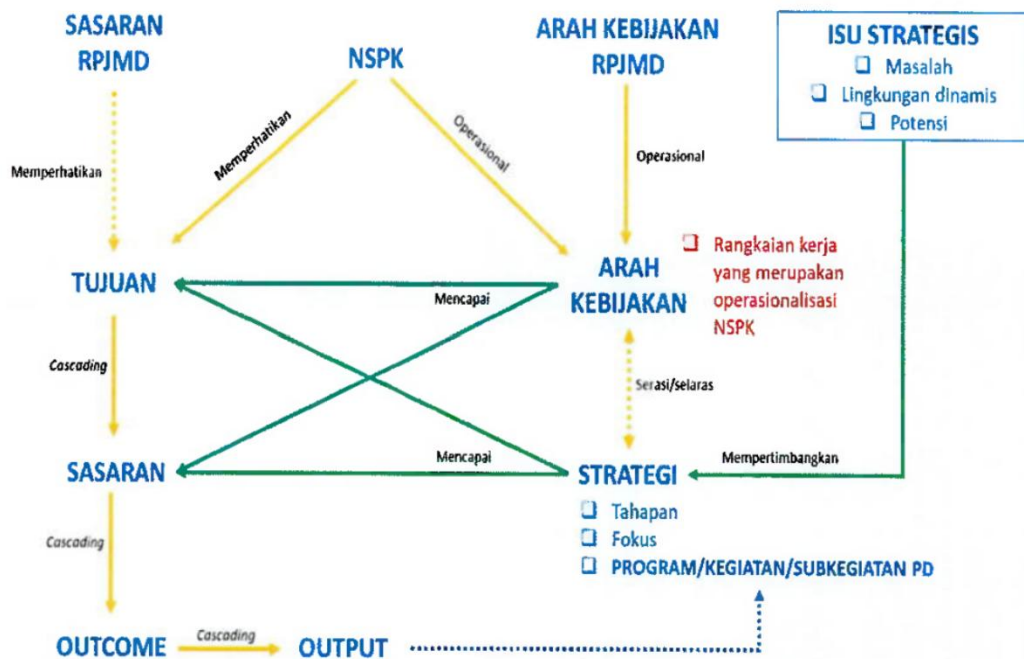 SASARAN
RPJMD
NSPK
ARAH KEBIJAKAN
RPJMD
ISU STRATEGIS
❑ Masalah
❑ Lingkungan dinamis
❑ Potensi
Memperhatikan
Memperhatikan
Operasional
Operasional
TUJUAN
ARAH
KEBIJAKAN
❑ Rangkaian kerja
yang merupakan
operasionalisasi
NSPK
Mencapai
Cascading
Serasi/selaras
SASARAN
Mencapai
STRATEGI
Mempertimbangkan
❑ Tahapan
❑ Fokus
❑ PROGRAM/KEGIATAN/SUBKEGIATAN PD
Cascading
OUTCOME
Cascading
OUTPUT